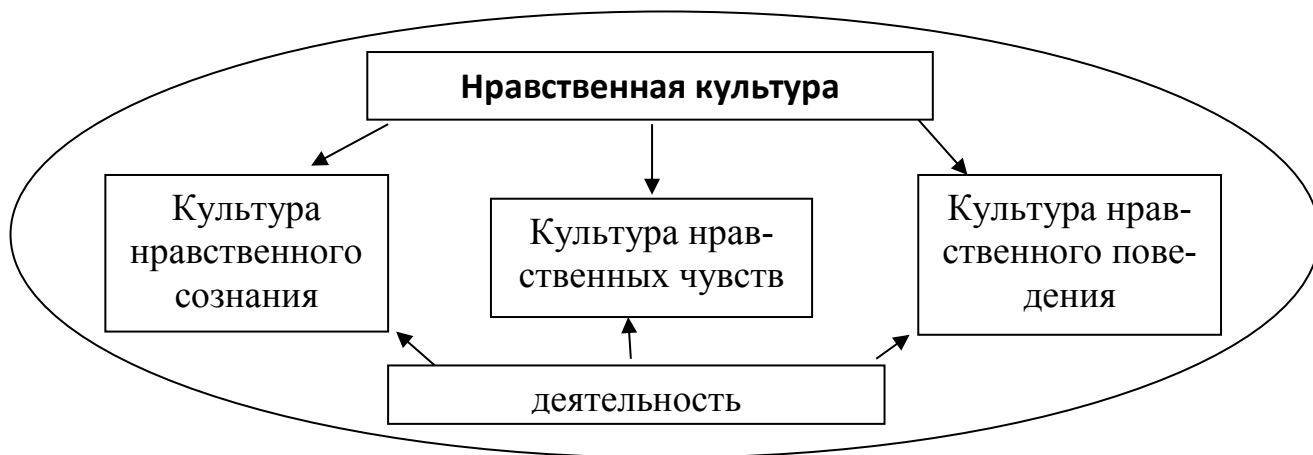 Нравственная культура
Культура
нравственного
сознания
Культура нрав-
ственных чувств
Культура нрав-
ственного пове-
дения
деятельность